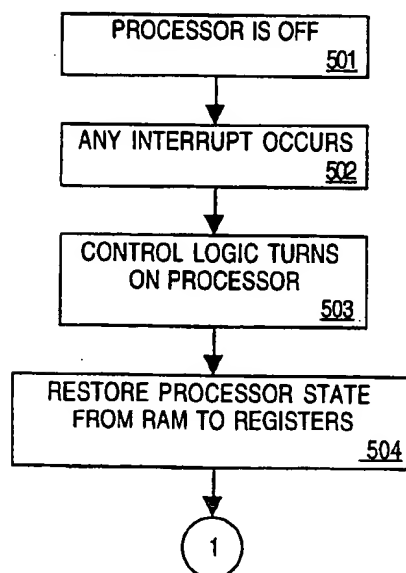 PROCESSOR IS OFF
501
ANY INTERRUPT OCCURS
502
CONTROL LOGIC TURNS
ON PROCESSOR
503
RESTORE PROCESSOR STATE
FROM RAM TO REGISTERS
504
1